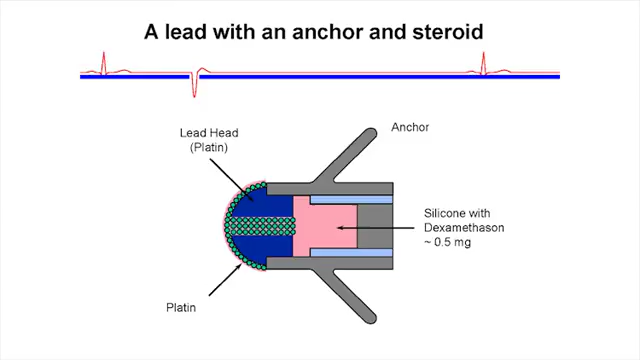 A lead with an anchor and steroid
Lead Head
(Platin)
Anchor
Silicone with
Dexamethason
~ 0.5 mg
Platin